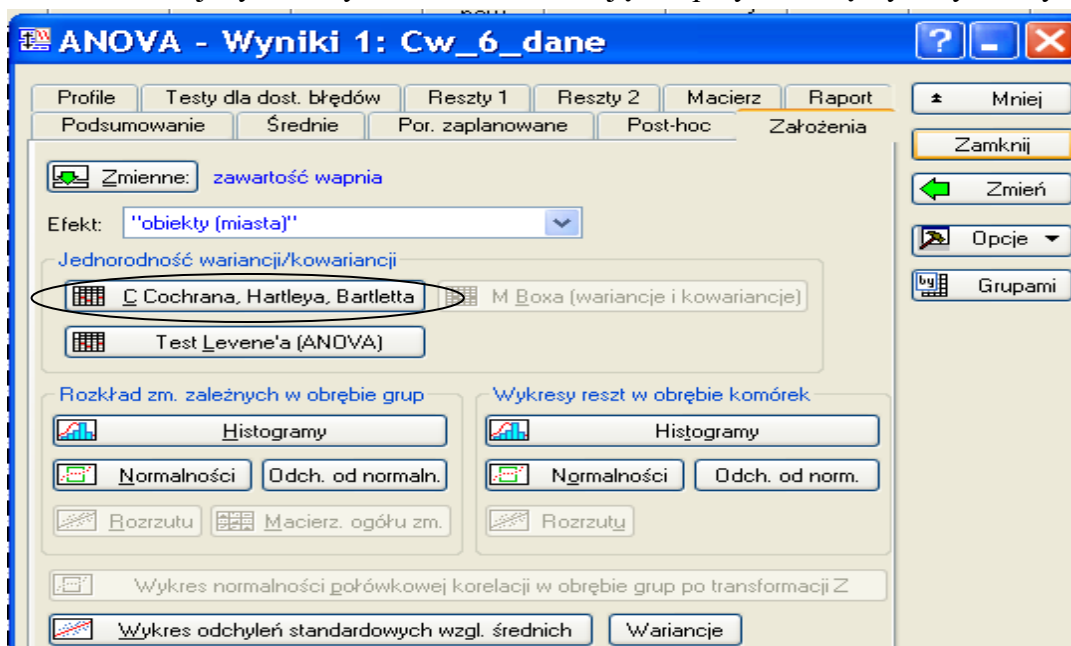 ANOVA - Wyniki 1: Cw_6_dane
Profile Testy dla dost. błędów Reszty 1 Reszty 2 Macierz Raport
Podsumowanie Średnie Por. zaplanowane Post-hoc Założenia
Mniej
Zamknij
Zmień
Opcje
Grupami
Zmienne: zawartość wapnia
Efekt: "obiekty (miasta)"
Jednorodność wariancji/kowariancji
C Cochrana, Hartleya, Bartletta M Boxa (wariancje i kowariancje)
Test Levene'a (ANOVA)
Rozkład zm. zależnych w obrębie grup Wykresy reszt w obrębie komórek
Histogramy Histogramy
Normalności Odch. od normaln. Normalności Odch. od norm.
Rozrzutu Macierz. ogółu zm. Rozrzutu
Wykres normalności połówkowej korelacji w obrębie grup po transformacji Z
Wykres odchyleń standardowych wzgl. średnich Wariancje